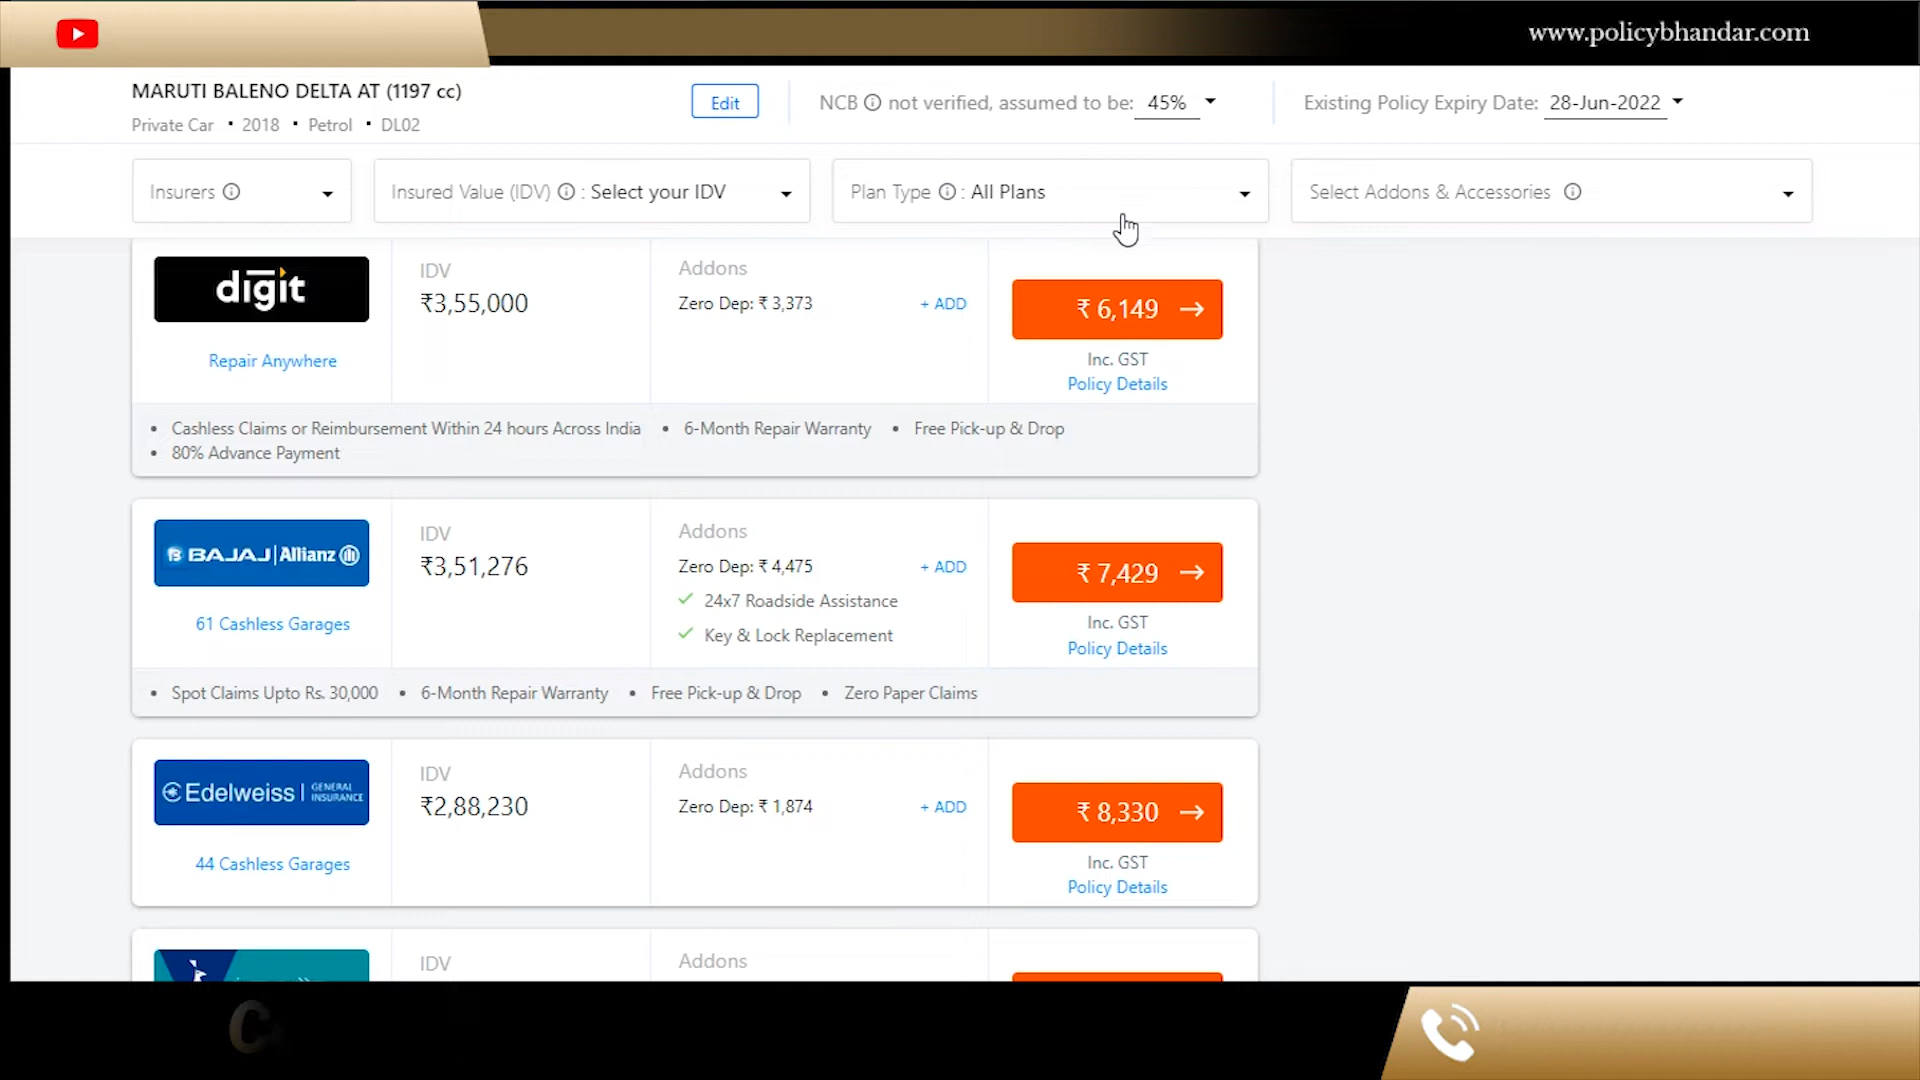 www.policybhandar.com
MARUTI BALENO DELTA AT (1197 cc)
Private Car • 2018 • Petrol • DL02
Edit
NCB not verified, assumed to be: 45%
Existing Policy Expiry Date: 28-Jun-2022
Insurers
Insured Value (IDV) : Select your IDV
Plan Type : All Plans
Select Addons & Accessories
digit
Repair Anywhere
IDV
₹3,55,000
Addons
Zero Dep: ₹ 3,373
+ ADD
₹ 6,149 →
Inc. GST
Policy Details
• Cashless Claims or Reimbursement Within 24 hours Across India • 6-Month Repair Warranty • Free Pick-up & Drop
• 80% Advance Payment
BAJAJ | Allianz
61 Cashless Garages
IDV
₹3,51,276
Addons
Zero Dep: ₹ 4,475
+ ADD
24x7 Roadside Assistance
Key & Lock Replacement
₹ 7,429 →
Inc. GST
Policy Details
• Spot Claims Upto Rs. 30,000 • 6-Month Repair Warranty • Free Pick-up & Drop • Zero Paper Claims
Edelweiss | GENERAL INSURANCE
44 Cashless Garages
IDV
₹2,88,230
Addons
Zero Dep: ₹ 1,874
+ ADD
₹ 8,330 →
Inc. GST
Policy Details
IDV
Addons
C